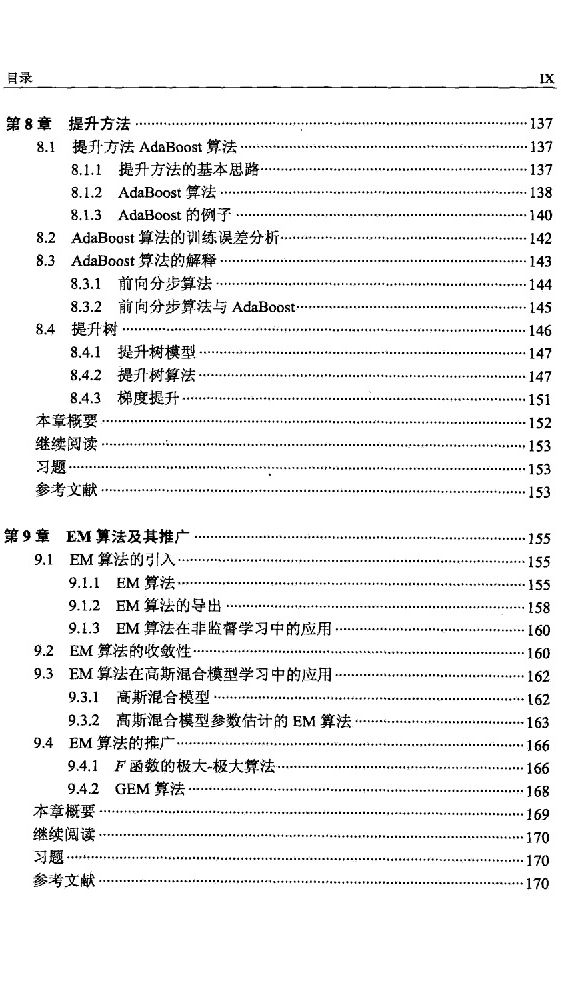 目录 IX
第8章 提升方法 137
8.1 提升方法 AdaBoost 算法 137
8.1.1 提升方法的基本思路 137
8.1.2 AdaBoost 算法 138
8.1.3 AdaBoost 的例子 140
8.2 AdaBoost 算法的训练误差分析 142
8.3 AdaBoost 算法的解释 143
8.3.1 前向分步算法 144
8.3.2 前向分步算法与 AdaBoost 145
8.4 提升树 146
8.4.1 提升树模型 147
8.4.2 提升树算法 147
8.4.3 梯度提升 151
本章概要 152
继续阅读 153
习题 153
参考文献 153
第9章 EM 算法及其推广 155
9.1 EM 算法的引入 155
9.1.1 EM 算法 155
9.1.2 EM 算法的导出 158
9.1.3 EM 算法在非监督学习中的应用 160
9.2 EM 算法的收敛性 160
9.3 EM 算法在高斯混合模型学习中的应用 162
9.3.1 高斯混合模型 162
9.3.2 高斯混合模型参数估计的 EM 算法 163
9.4 EM 算法的推广 166
9.4.1 F 函数的极大-极大算法 166
9.4.2 GEM 算法 168
本章概要 169
继续阅读 170
习题 170
参考文献 170